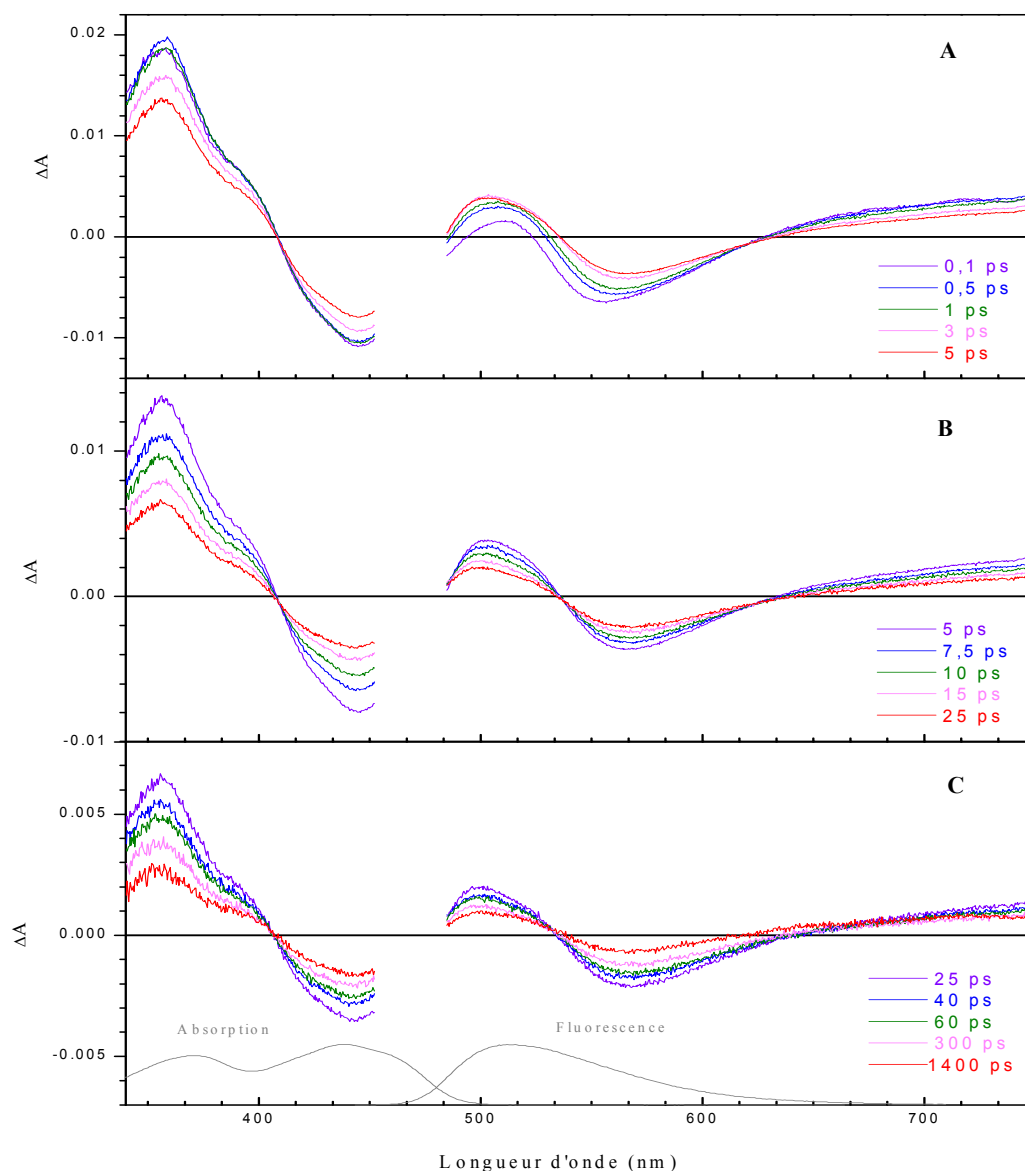 A
0.02
0.01
0.00
-0.01
ΔA
0,1 ps
0,5 ps
1 ps
3 ps
5 ps
B
0.01
0.00
-0.01
ΔA
5 ps
7,5 ps
10 ps
15 ps
25 ps
C
0.005
0.000
-0.005
ΔA
25 ps
40 ps
60 ps
300 ps
1400 ps
Absorption
Fluorescence
400 500 600 700
Longueur d'onde (nm)